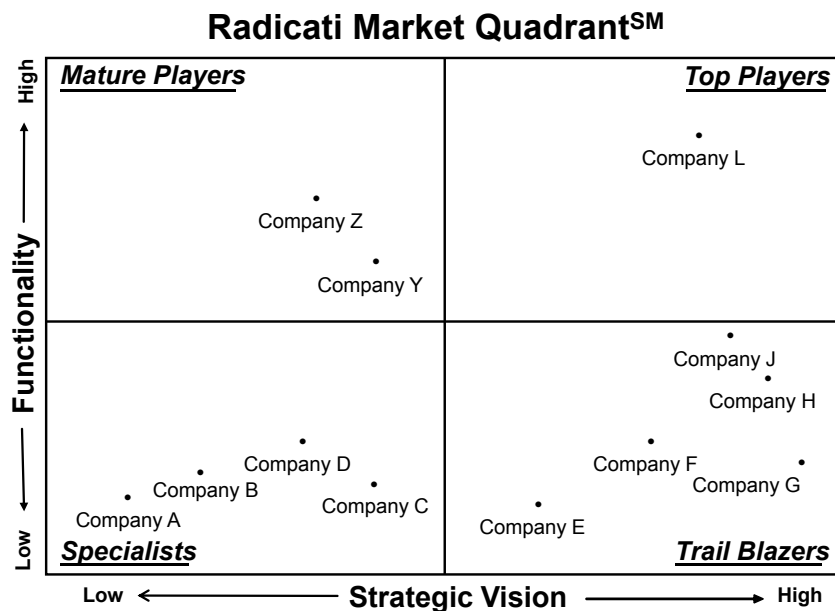 Radicati Market QuadrantSM
High
Mature Players
Top Players
Company L
Company Z
Company Y
Functionality
Company J
Company H
Company D
Company F
Company B
Company G
Company C
Company A
Company E
Low
Specialists
Trail Blazers
Low
Strategic Vision
High